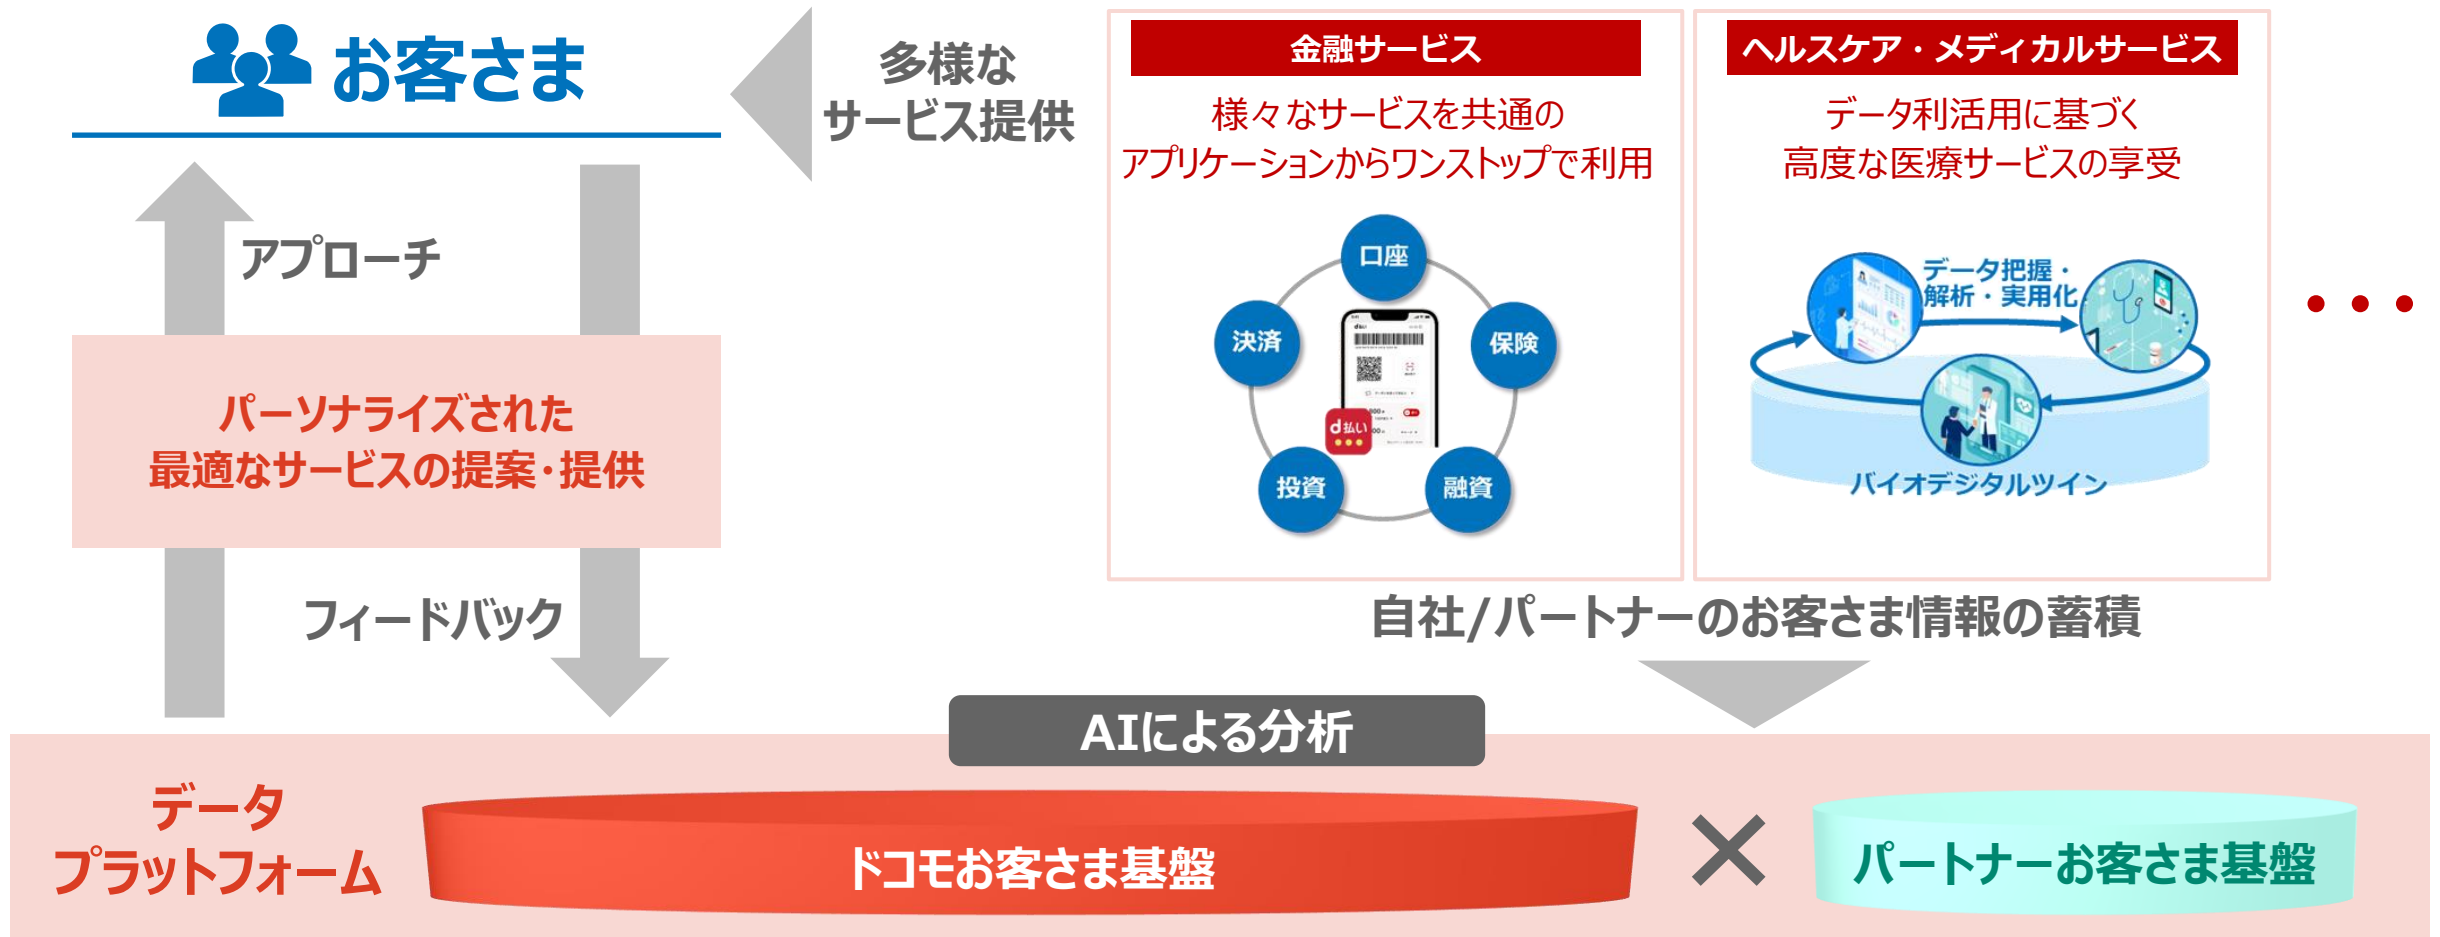 お客さま
多様な
サービス提供
アプローチ
パーソナライズされた
最適なサービスの提案・提供
フィードバック
金融サービス
様々なサービスを共通の
アプリケーションからワンストップで利用
口座
決済
保険
d払い
d払い
投資
融資
ヘルスケア・メディカルサービス
データ利活用に基づく
高度な医療サービスの享受
データ把握・
解析・実用化
バイオデジタルツイン
・・・
自社/パートナーのお客さま情報の蓄積
AIによる分析
データ
プラットフォーム
ドコモお客さま基盤
×
パートナーお客さま基盤